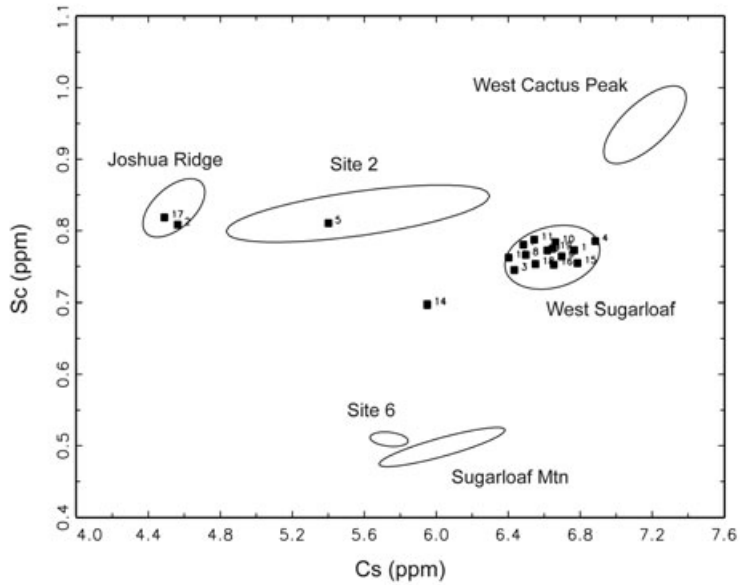 1.1
1.0
0.9
0.8
0.7
0.6
0.5
0.4
Sc (ppm)
West Cactus Peak
Joshua Ridge
Site 2
17
2
5
11
10
4
8
1
3
15
14
West Sugarloaf
Site 6
Sugarloaf Mtn
4.0 4.4 4.8 5.2 5.6 6.0 6.4 6.8 7.2 7.6
Cs (ppm)